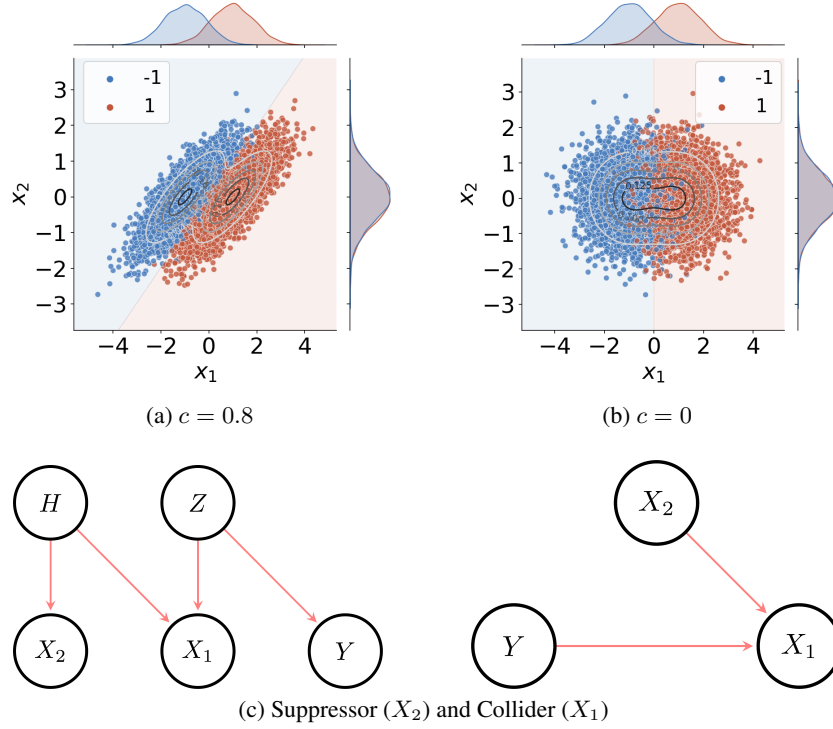 -1
1
3
2
1
0
−1
−2
−3
x₂
−4 −2 0 2 4
x₁
(a) c = 0.8
-1
1
3
2
1
0
−1
−2
−3
x₂
0.125
−4 −2 0 2 4
x₁
(b) c = 0
H Z
X₂ X₁ Y
X₂
Y X₁
(c) Suppressor (X₂) and Collider (X₁)